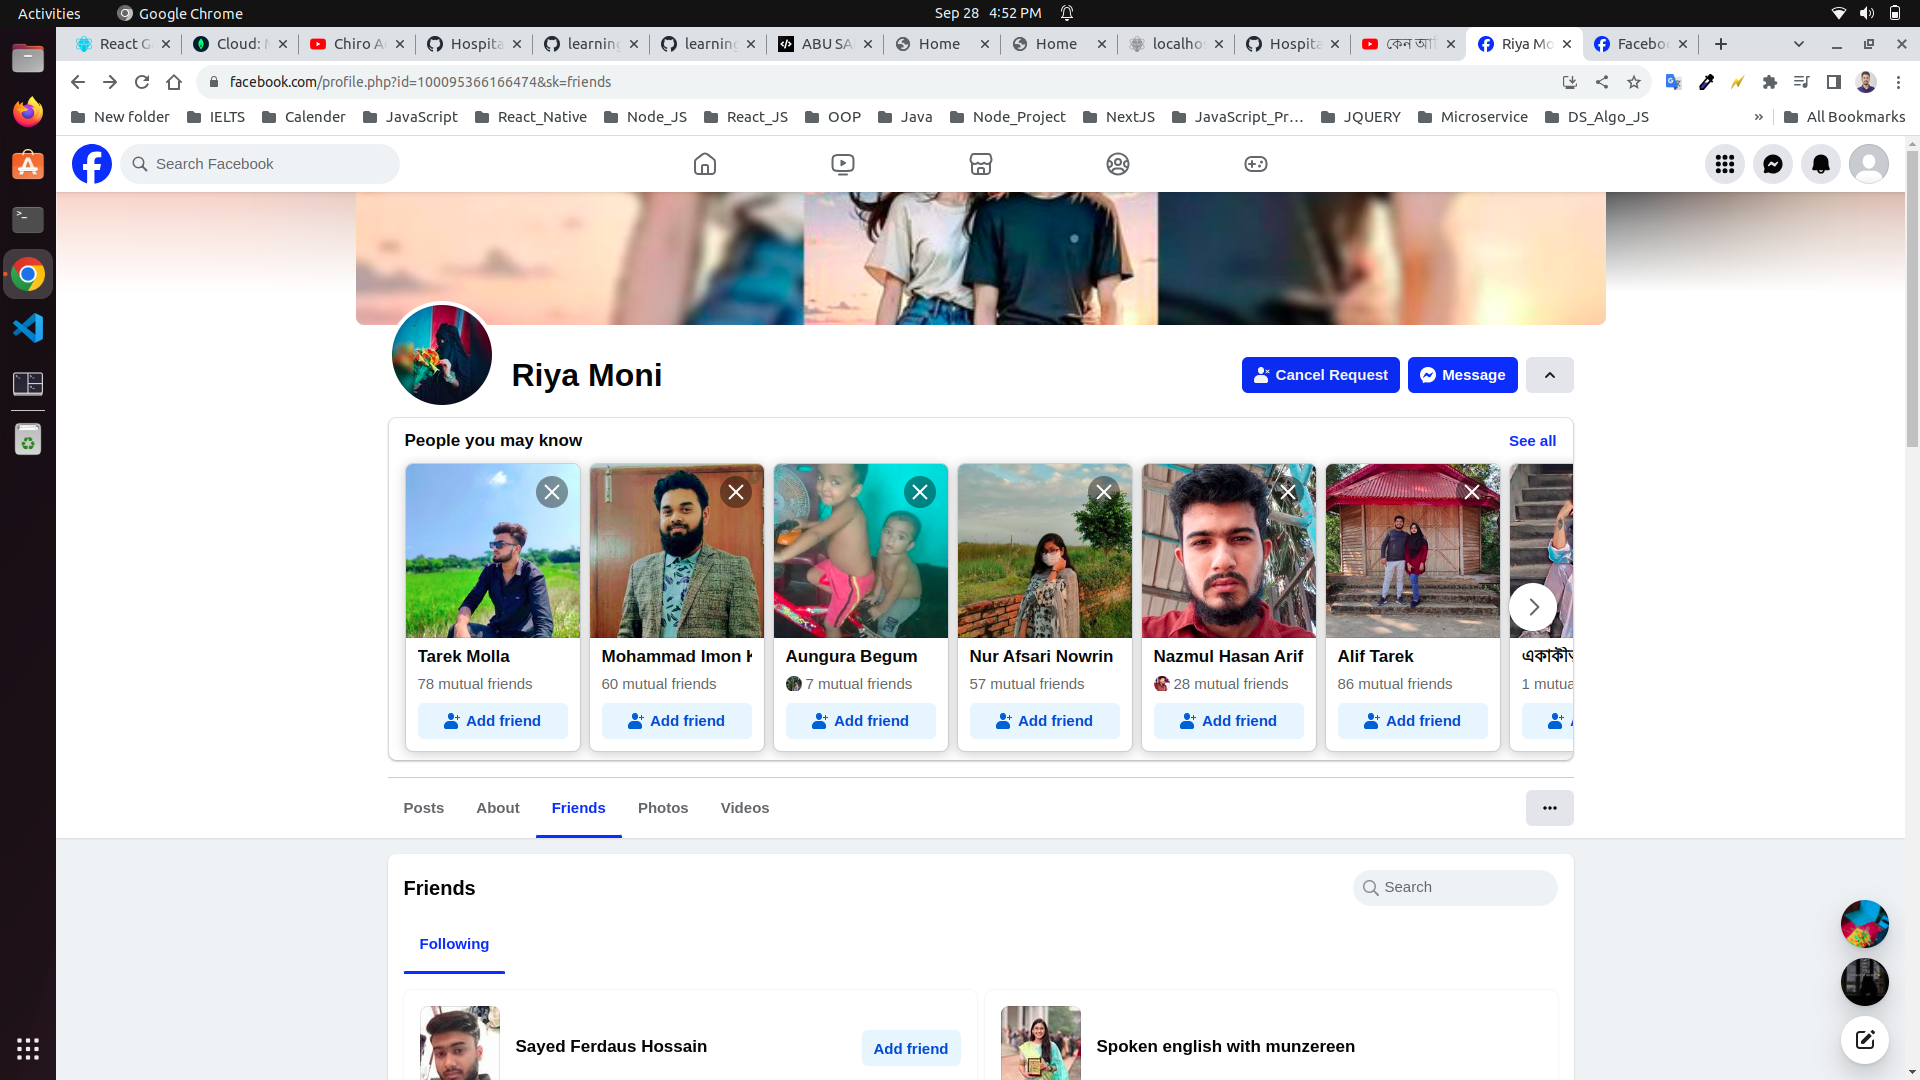 Activities Google Chrome Sep 28 4:52 PM
React G Cloud: M Chiro A Hospita learning learning ABU SA Home Home localho Hospita কেন আ Riya Mo Facebo
facebook.com/profile.php?id=100095366166474&sk=friends
New folder IELTS Calender JavaScript React_Native Node_JS React_JS OOP Java Node_Project NextJS JavaScript_Pr... JQUERY Microservice DS_Algo_JS » All Bookmarks
Search Facebook
Riya Moni
Cancel Request Message
People you may know See all
Tarek Molla Mohammad Imon K Aungura Begum Nur Afsari Nowrin Nazmul Hasan Arif Alif Tarek
78 mutual friends 60 mutual friends 7 mutual friends 57 mutual friends 28 mutual friends 86 mutual friends 1 mutua
Add friend Add friend Add friend Add friend Add friend Add friend
Posts About Friends Photos Videos
Friends Search
Following
Sayed Ferdaus Hossain Add friend Spoken english with munzereen